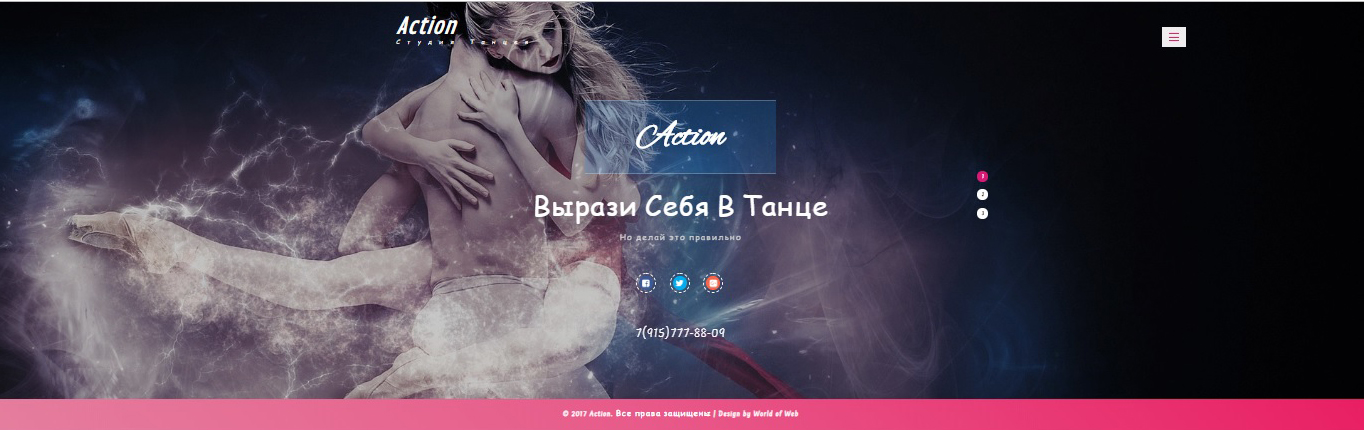 Action
Студия Танцев
Action
Вырази Себя В Танце
Но делай это правильно
1
2
3
7(915)777-88-09
© 2017 Action. Все права защищены | Design by World of Web